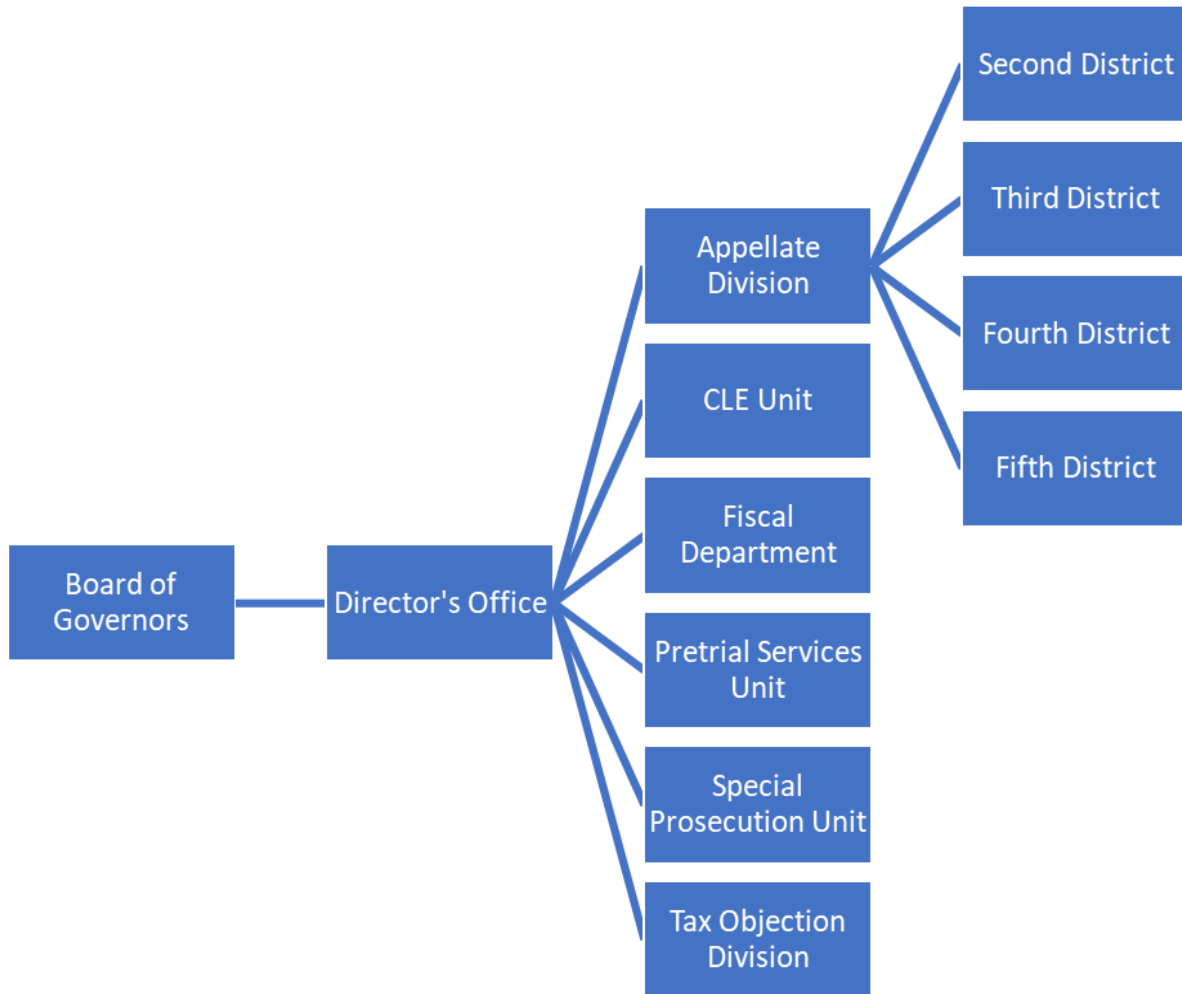 Board of
Governors
Director's Office
Appellate
Division
CLE Unit
Fiscal
Department
Pretrial Services
Unit
Special
Prosecution Unit
Tax Objection
Division
Second District
Third District
Fourth District
Fifth District